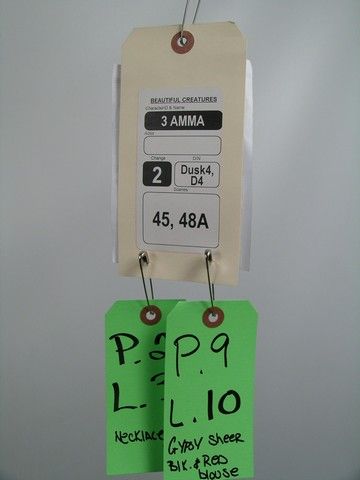 BEAUTIFUL CREATURES
Character/D & Name
3 AMMA
Actor
Change
D/N
2
Dusk4,
D4
Scenes
45, 48A
P.
L.
NeckLace
P.9
L.10
Gypsy sheer
Blk. & Red
blouse